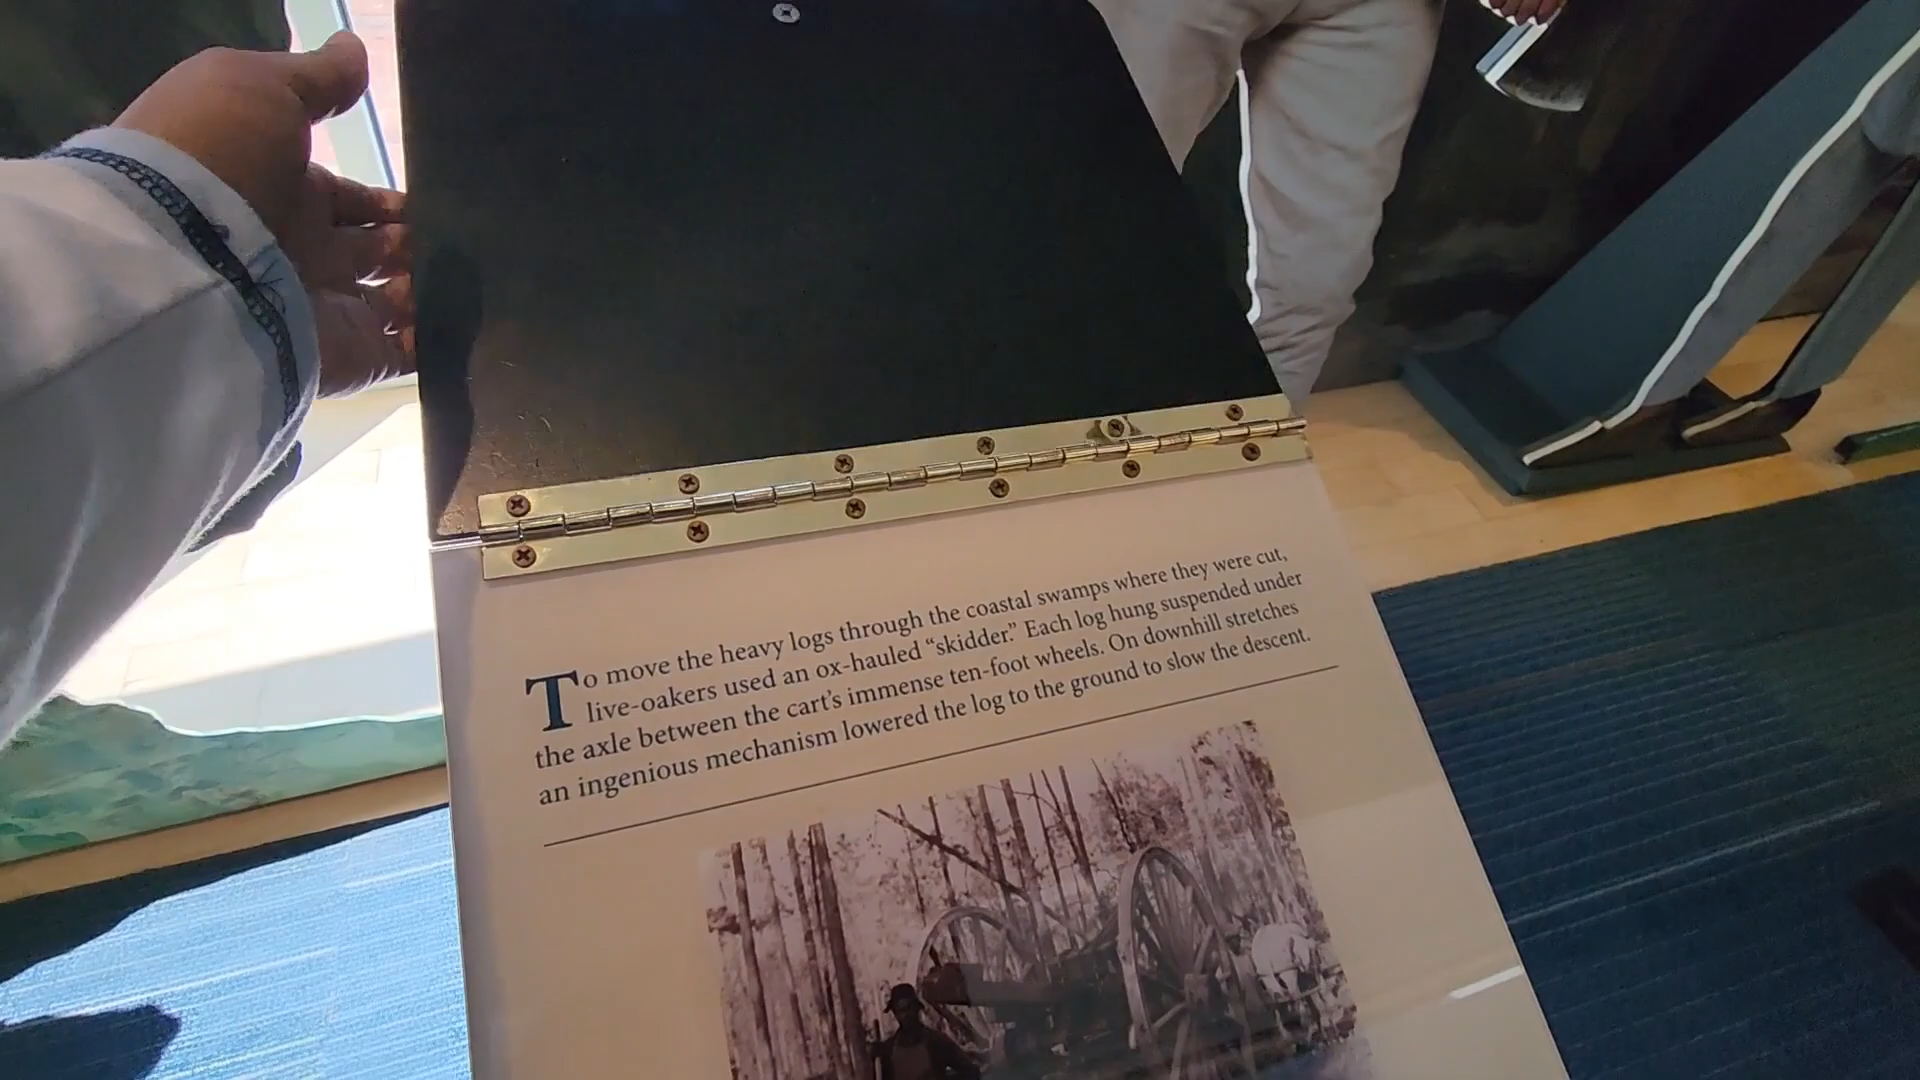 To move the heavy logs through the coastal swamps where they were cut,
live-oakers used an ox-hauled “skidder.” Each log hung suspended under
the axle between the cart’s immense ten-foot wheels. On downhill stretches
an ingenious mechanism lowered the log to the ground to slow the descent.